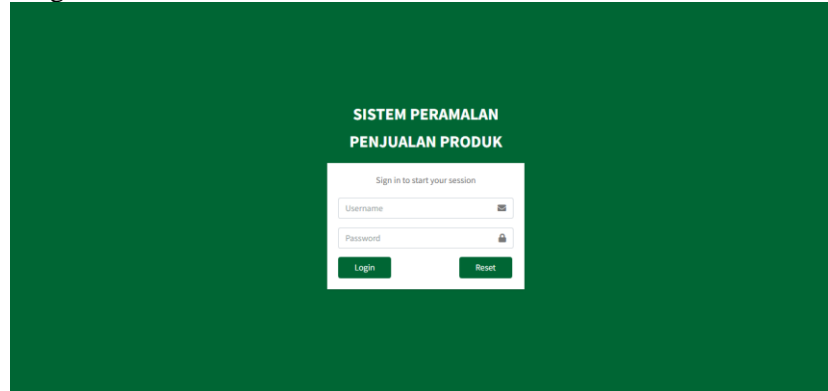 SISTEM PERAMALAN
PENJUALAN PRODUK
Sign in to start your session
Username
Password
Login
Reset